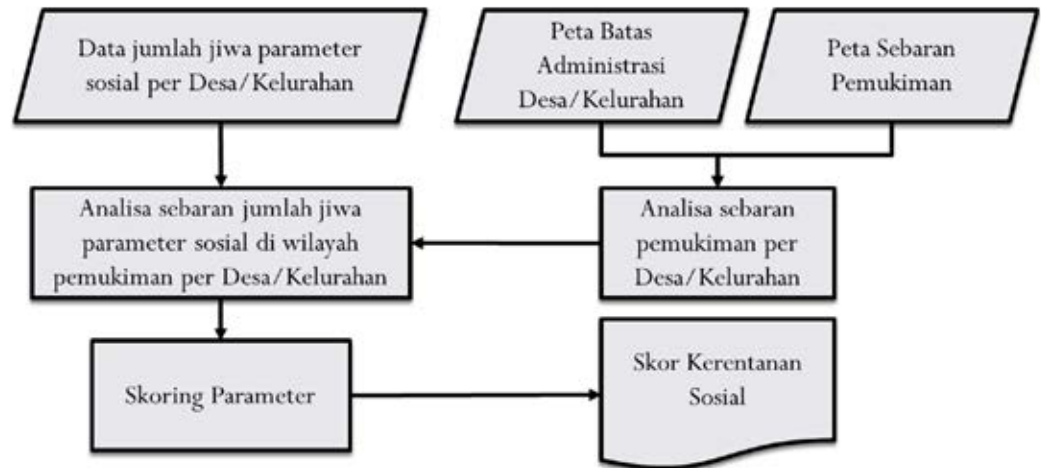 Data jumlah jiwa parameter
sosial per Desa/Kelurahan
Peta Batas
Administrasi
Desa/Kelurahan
Peta Sebaran
Pemukiman
Analisa sebaran jumlah jiwa
parameter sosial di wilayah
pemukiman per Desa/Kelurahan
Analisa sebaran
pemukiman per
Desa/Kelurahan
Skoring Parameter
Skor Kerentanan
Sosial